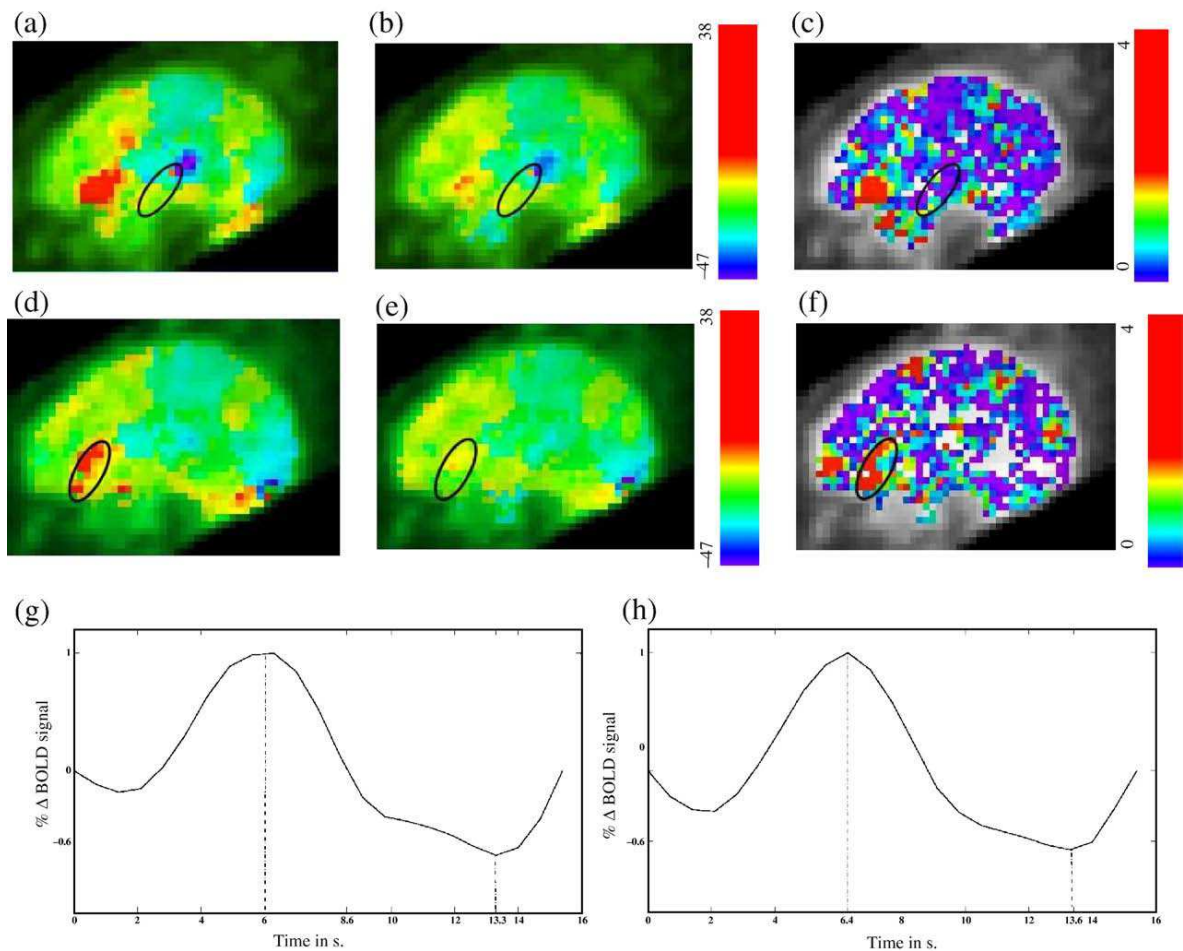 (a)
(b)
38
−47
(c)
4
0
(d)
(e)
38
−47
(f)
4
0
(g)
1
0
−0.6
% Δ BOLD signal
0 2 4 6 8.6 10 12 13.3 14 16
Time in s.
(h)
1
0
−0.6
% Δ BOLD signal
0 2 4 6.4 8 10 12 13.6 14 16
Time in s.